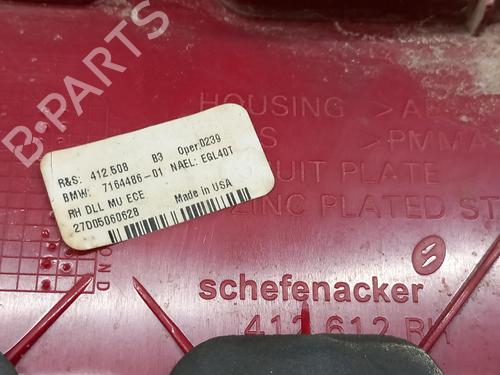 R&S: 412.508 B3 Oper:0239
BMW: 7164486-01 NAEL: EGL40T
RH DLL MU ECE
27D05060628 Made in USA
HOUSING >A
S >PMMA
UIT PLATE
ZINC PLATED ST
OND
schefenacker
412 612 RH
B-PARTS